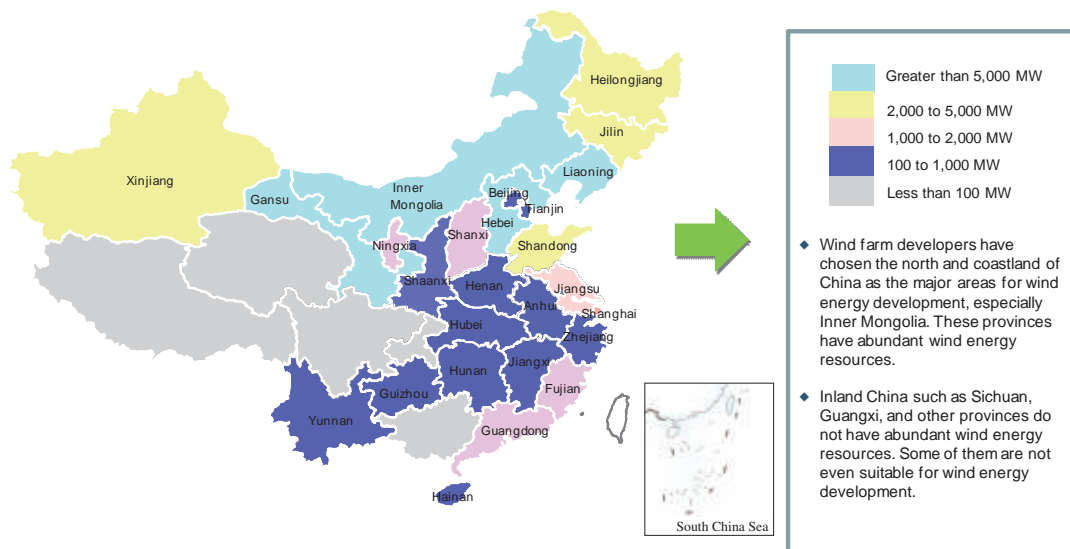 Heilongjiang
Jilin
Liaoning
Xinjiang
Gansu
Inner
Mongolia
Beijing
Tianjin
Hebei
Ningxia
Shanxi
Shandong
Shaanxi
Henan
Jiangsu
Anhui
Shanghai
Hubei
Zhejiang
Hunan
Jiangxi
Guizhou
Fujian
Yunnan
Guangdong
Hainan
South China Sea
Greater than 5,000 MW
2,000 to 5,000 MW
1,000 to 2,000 MW
100 to 1,000 MW
Less than 100 MW
Wind farm developers have
chosen the north and coastland of
China as the major areas for wind
energy development, especially
Inner Mongolia. These provinces
have abundant wind energy
resources.
Inland China such as Sichuan,
Guangxi, and other provinces do
not have abundant wind energy
resources. Some of them are not
even suitable for wind energy
development.